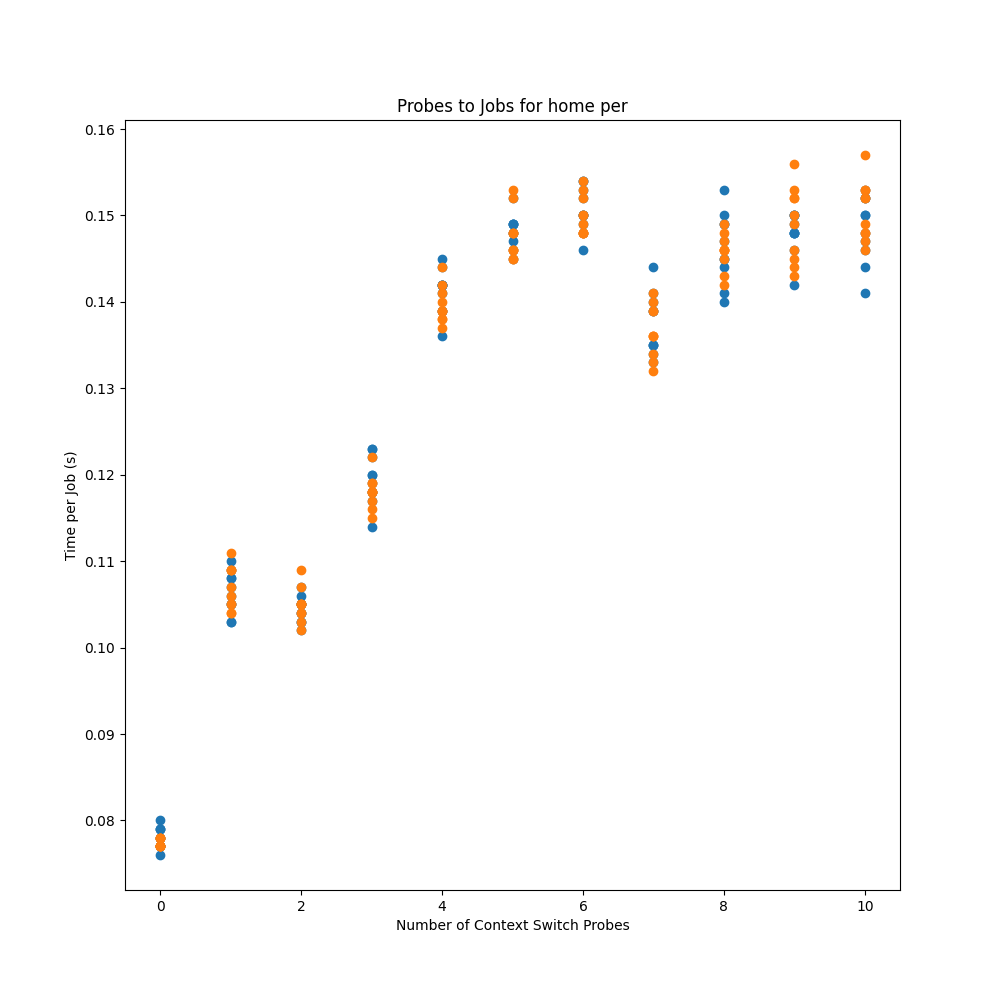 Probes to Jobs for home per
0.16
0.15
0.14
0.13
0.12
0.11
0.10
0.09
0.08
Time per Job (s)
0 2 4 6 8 10
Number of Context Switch Probes